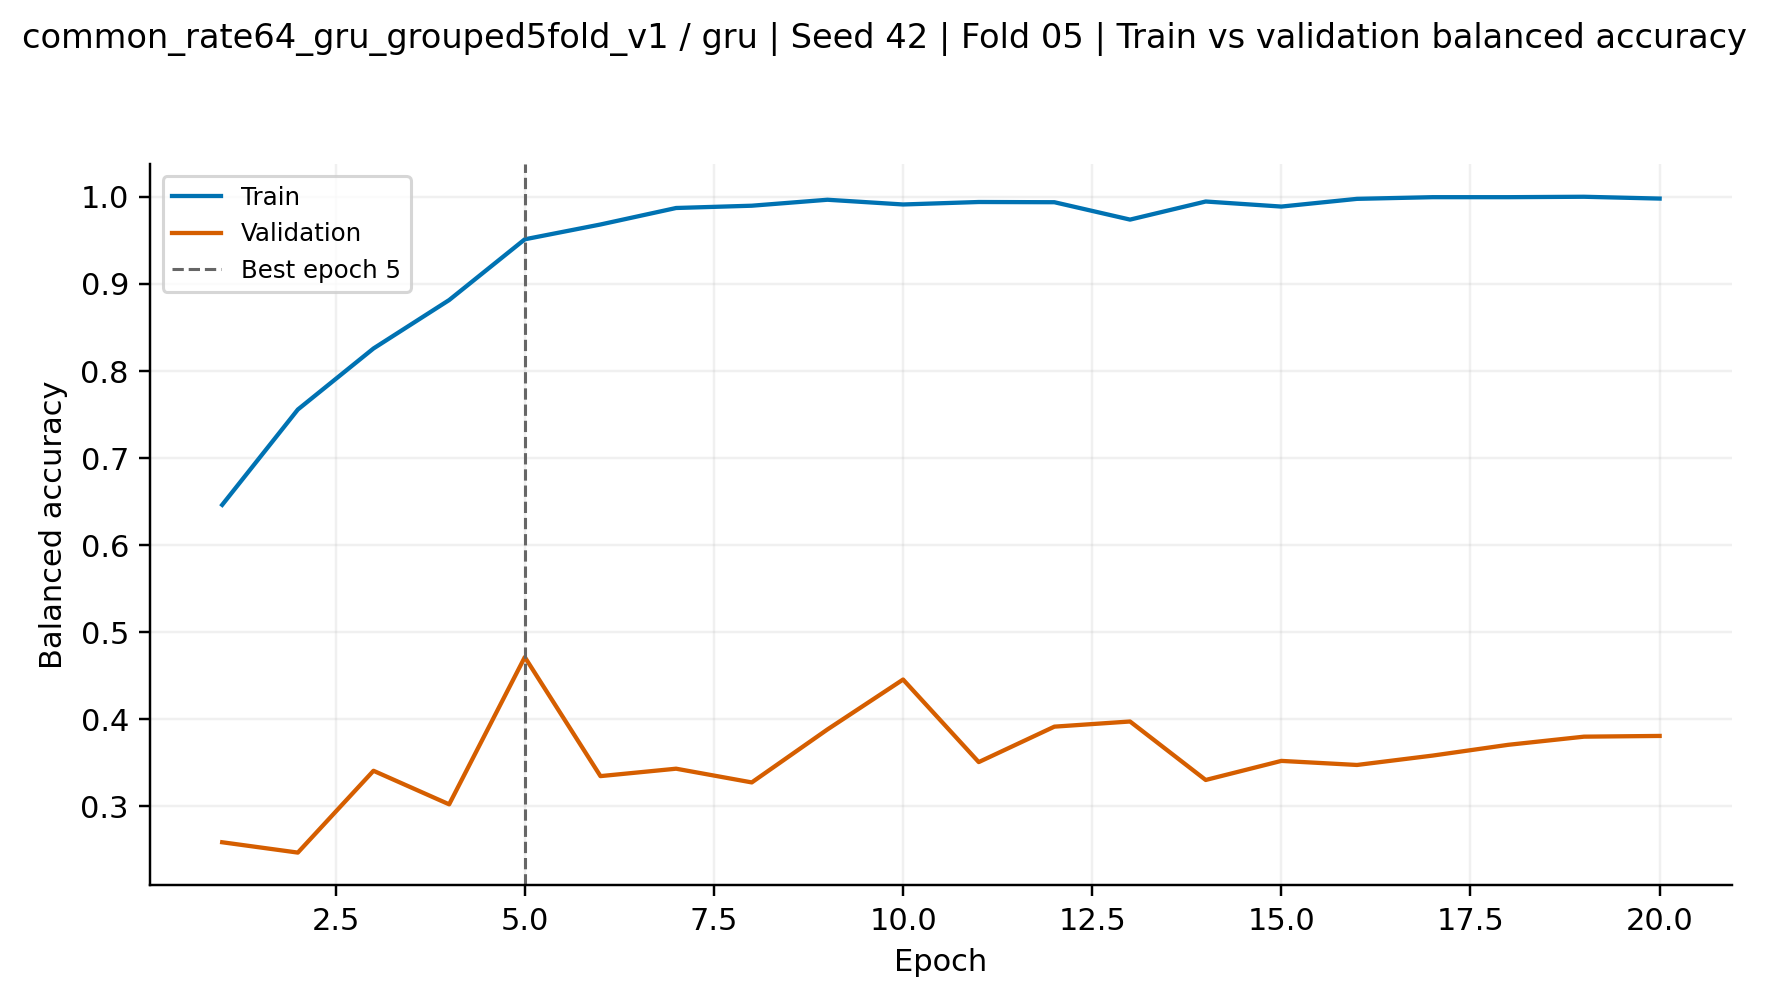 common_rate64_gru_grouped5fold_v1 / gru | Seed 42 | Fold 05 | Train vs validation balanced accuracy
Train
Validation
Best epoch 5
Balanced accuracy
1.0
0.9
0.8
0.7
0.6
0.5
0.4
0.3
2.5 5.0 7.5 10.0 12.5 15.0 17.5 20.0
Epoch